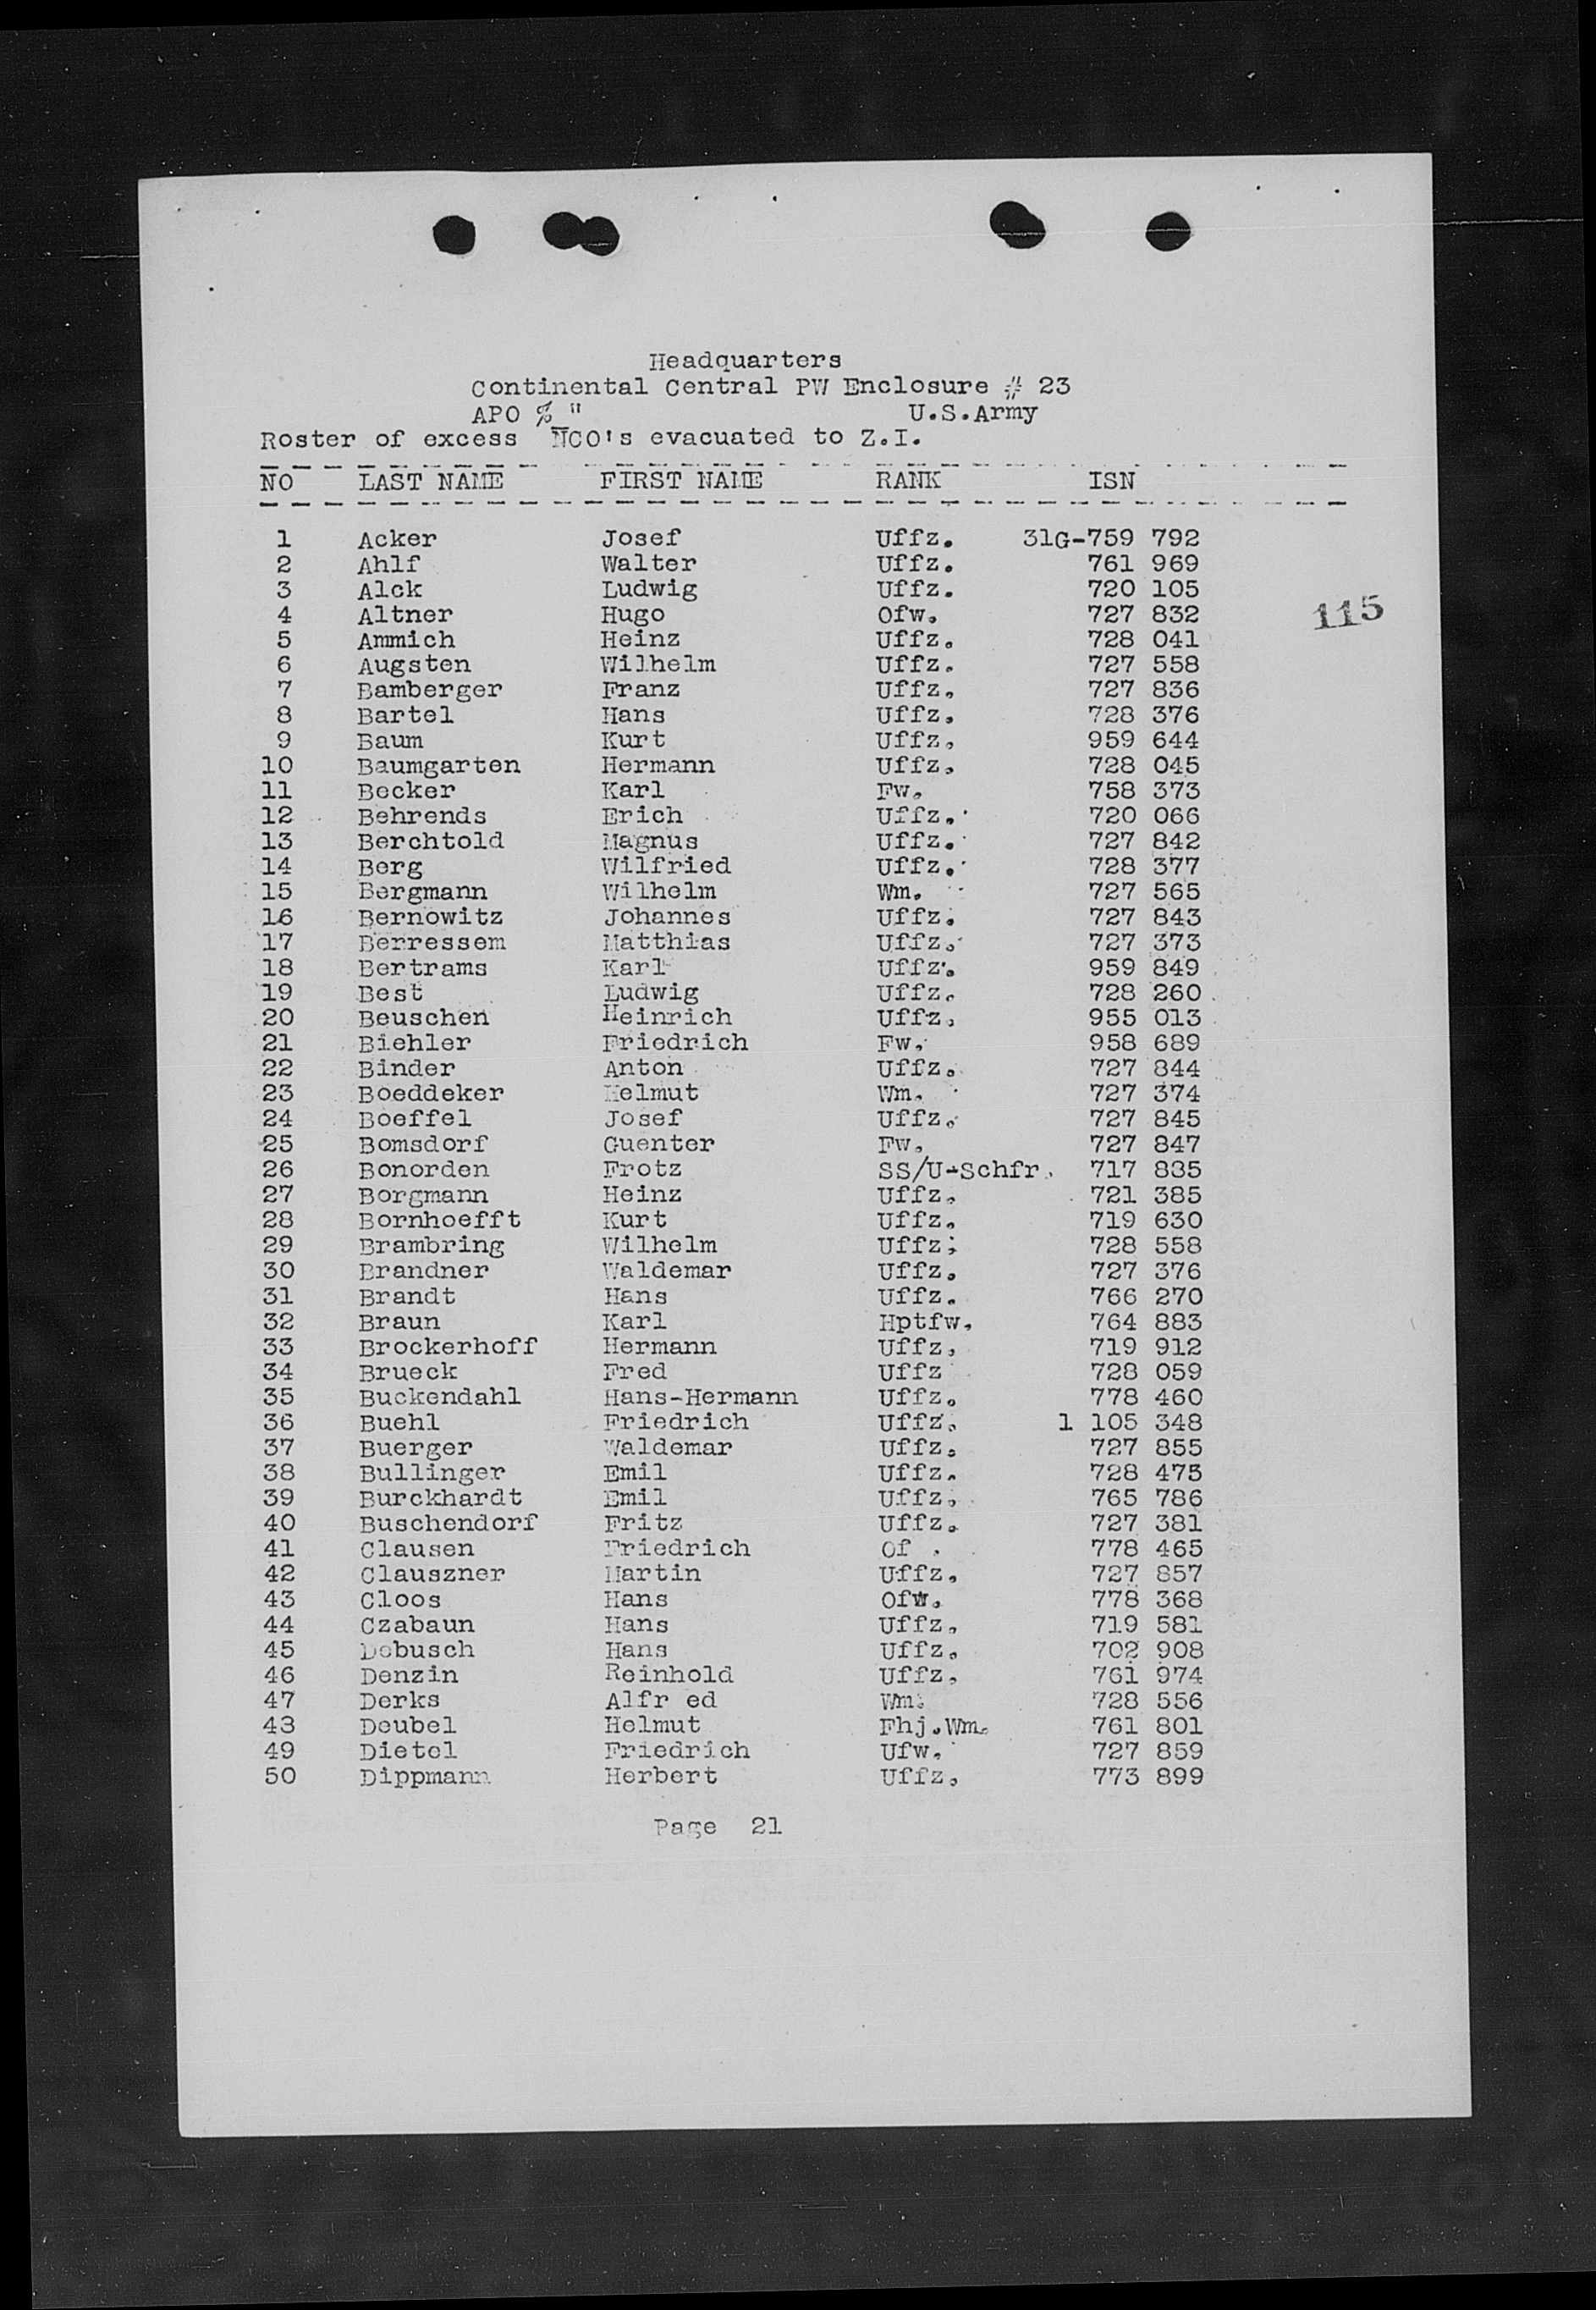 Headquarters
Continental Central PW Enclosure # 23
APO % " U.S.Army
Roster of excess NCO's evacuated to Z.I.
NO LAST NAME FIRST NAME RANK ISN
1 Acker Josef Uffz. 31G-759 792
2 Ahlf Walter Uffz. 761 969
3 Alck Ludwig Uffz. 720 105
4 Altner Hugo Ofw. 727 832
115
5 Ammich Heinz Uffz. 728 041
6 Augsten Wilhelm Uffz. 727 558
7 Bamberger Franz Uffz. 727 836
8 Bartel Hans Uffz. 728 376
9 Baum Kurt Uffz. 959 644
10 Baumgarten Hermann Uffz. 728 045
11 Becker Karl Fw. 758 373
12 Behrends Erich Uffz. 720 066
13 Berchtold Magnus Uffz. 727 842
14 Berg Wilfried Uffz. 728 377
15 Bergmann Wilhelm Wm. 727 565
16 Bernowitz Johannes Uffz. 727 843
17 Berressem Matthias Uffz. 727 373
18 Bertrams Karl Uffz. 959 849
19 Best Ludwig Uffz. 728 260
20 Beuschen Heinrich Uffz. 955 013
21 Biehler Friedrich Fw. 958 689
22 Binder Anton Uffz. 727 844
23 Boeddeker Helmut Wm. 727 374
24 Boeffel Josef Uffz. 727 845
25 Bomsdorf Guenter Fw. 727 847
26 Bonorden Frotz SS/U-Schfr. 717 885
27 Borgmann Heinz Uffz. 721 385
28 Bornhoefft Kurt Uffz. 719 630
29 Brambring Wilhelm Uffz. 728 558
30 Brandner Waldemar Uffz. 727 376
31 Brandt Hans Uffz. 766 270
32 Braun Karl Hptfw. 764 883
33 Brockerhoff Hermann Uffz. 719 912
34 Brueck Fred Uffz 728 059
35 Buckendahl Hans-Hermann Uffz. 778 460
36 Buehl Friedrich Uffz. 1 105 348
37 Buerger Waldemar Uffz. 727 855
38 Bullinger Emil Uffz. 728 475
39 Burckhardt Emil Uffz. 765 786
40 Buschendorf Fritz Uffz. 727 381
41 Clausen Friedrich Of . 778 465
42 Clauszner Martin Uffz. 727 857
43 Cloos Hans Ofw. 778 368
44 Czabaun Hans Uffz. 719 581
45 Debusch Hans Uffz. 702 908
46 Denzin Reinhold Uffz. 761 974
47 Derks Alfr ed Wm. 728 556
43 Deubel Helmut Fhj.Wm. 761 801
49 Dietel Friedrich Ufw. 727 859
50 Dippmann Herbert Uffz. 773 899
Page 21